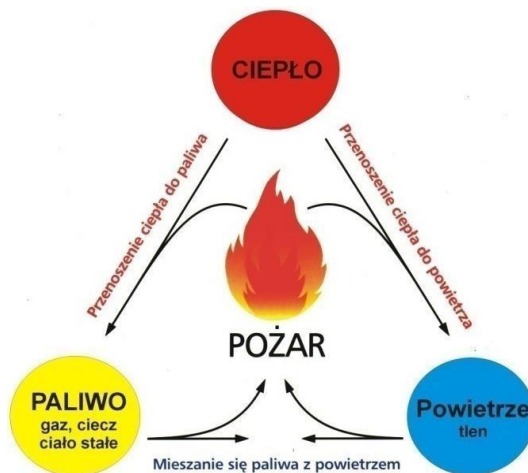 CIEPŁO
Przenoszenie ciepła do paliwa
Przenoszenie ciepła do powietrza
POŻAR
PALIWO
gaz, ciecz
ciało stałe
Powietrze
tlen
Mieszanie się paliwa z powietrzem